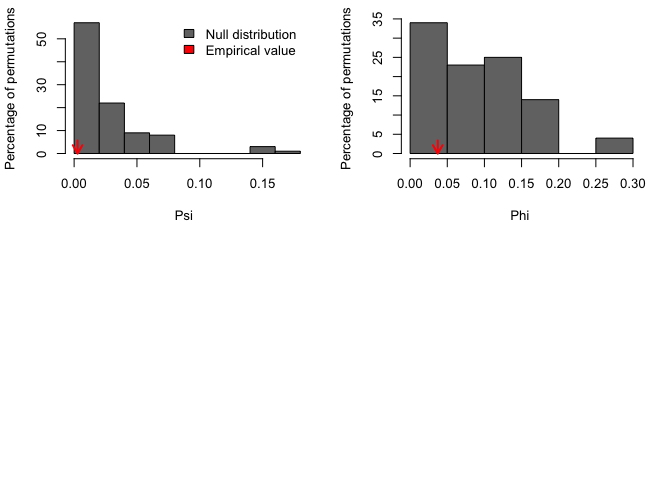 Percentage of permutations
50
30
10
0
0.00 0.05 0.10 0.15
Psi
Null distribution
Empirical value
Percentage of permutations
35
25
15
5
0
0.00 0.05 0.10 0.15 0.20 0.25 0.30
Phi